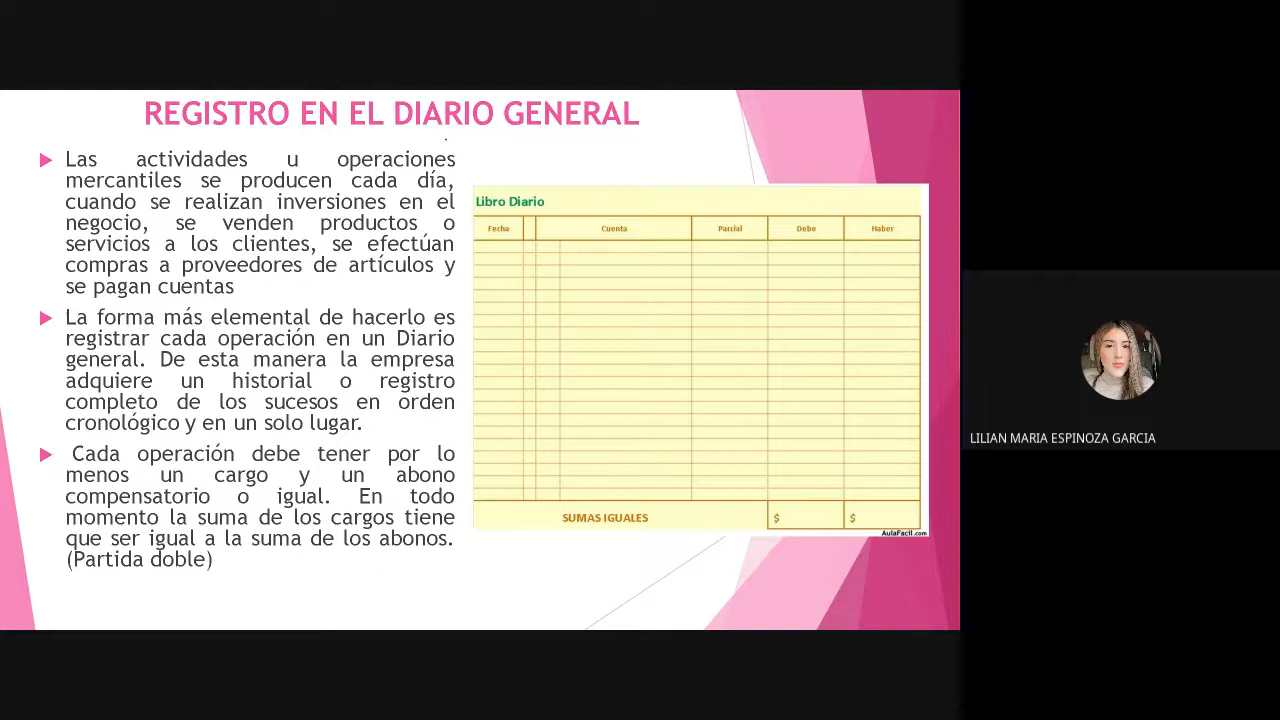 REGISTRO EN EL DIARIO GENERAL
Las actividades u operaciones
mercantiles se producen cada día,
cuando se realizan inversiones en el
negocio, se venden productos o
servicios a los clientes, se efectúan
compras a proveedores de artículos y
se pagan cuentas
La forma más elemental de hacerlo es
registrar cada operación en un Diario
general. De esta manera la empresa
adquiere un historial o registro
completo de los sucesos en orden
cronológico y en un solo lugar.
Cada operación debe tener por lo
menos un cargo y un abono
compensatorio o igual. En todo
momento la suma de los cargos tiene
que ser igual a la suma de los abonos.
(Partida doble)
Libro Diario
Fecha Cuenta Parcial Debe Haber
SUMAS IGUALES $ $
AulaFacil.com
LILIAN MARIA ESPINOZA GARCIA